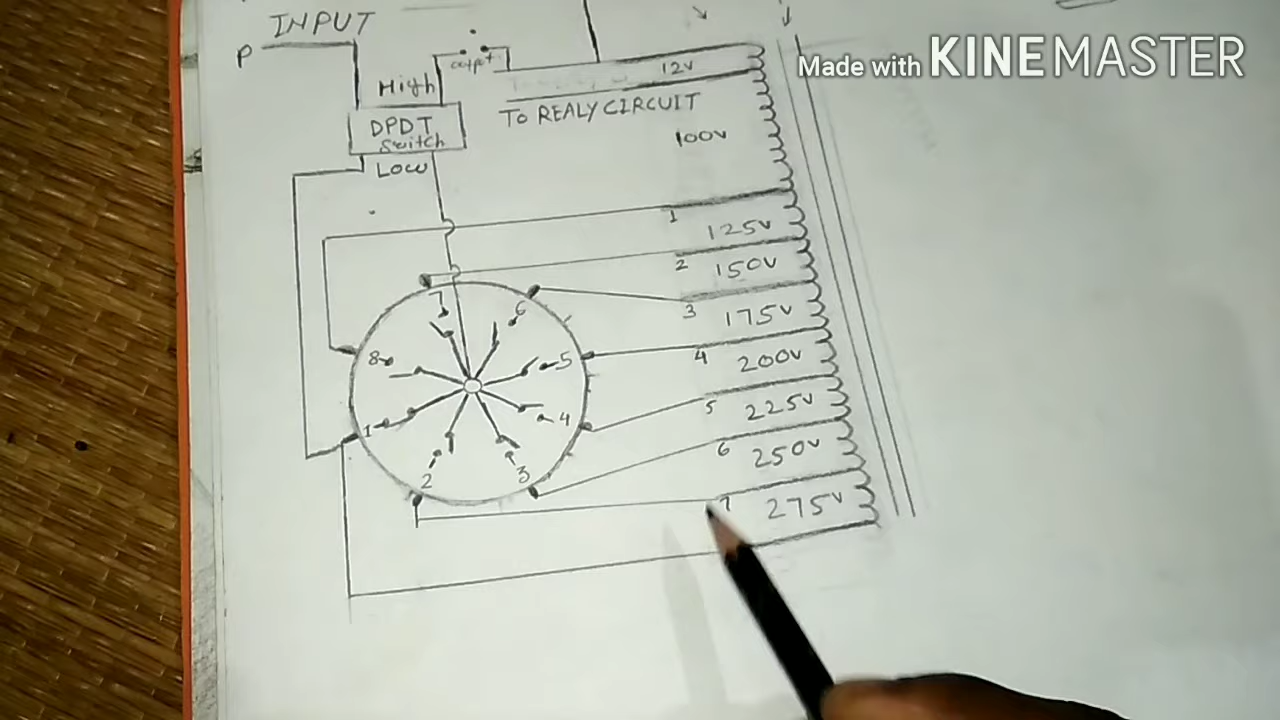 INPUT
Made with KINEMASTER
P
output
12v
High
TO REALY CIRCUIT
DPDT
Switch
100v
Low
1
125v
2
150v
7
6
3
175v
8
5
4
200v
1
4
5
225v
2
3
6
250v
7
275v